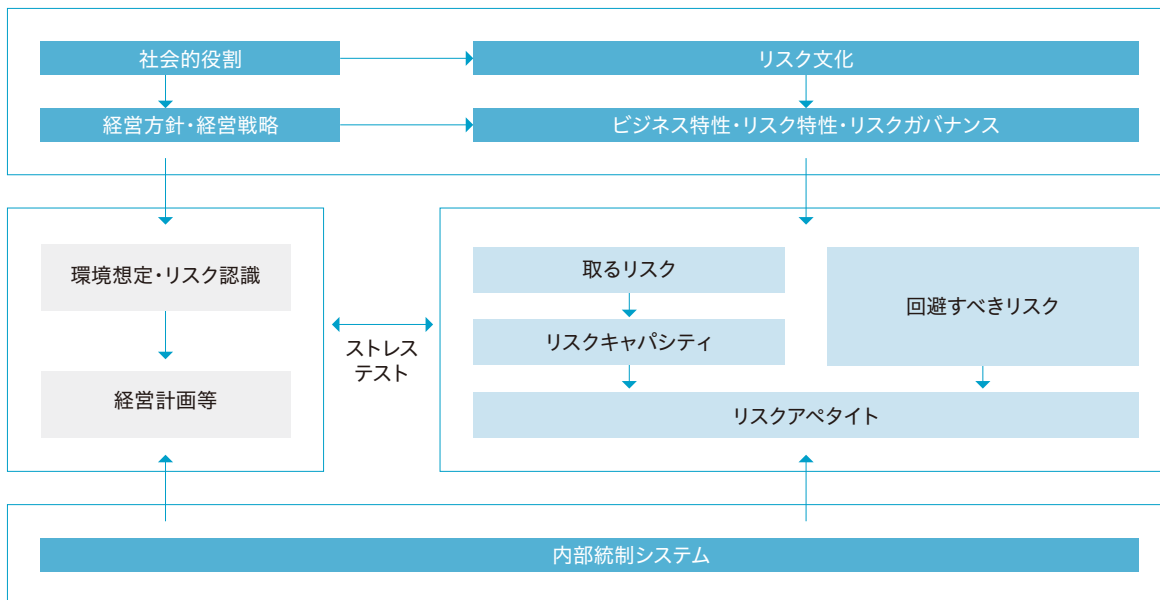 社会的役割
リスク文化
経営方針・経営戦略
ビジネス特性・リスク特性・リスクガバナンス
環境想定・リスク認識
経営計画等
ストレス
テスト
取るリスク
リスクキャパシティ
回避すべきリスク
リスクアペタイト
内部統制システム